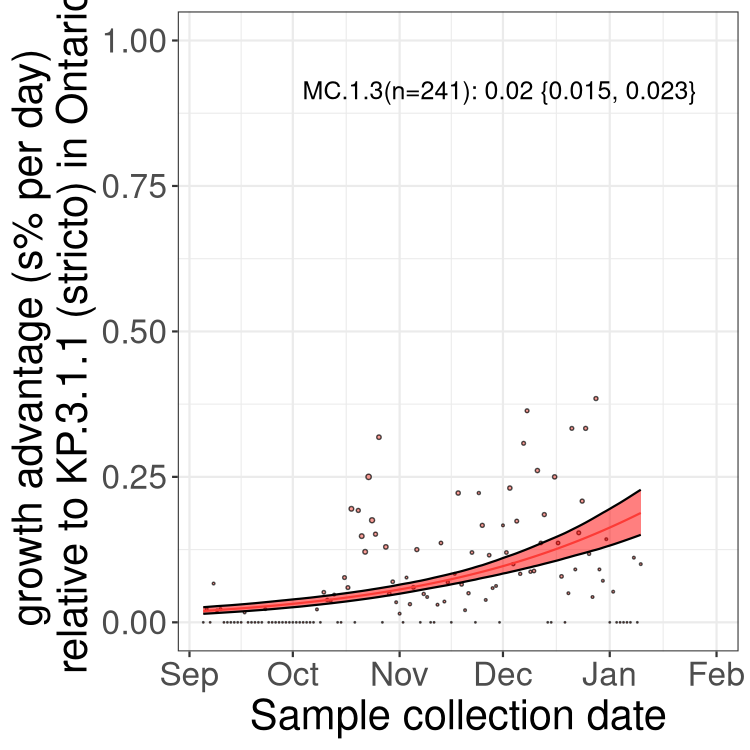 growth advantage (s% per day)
relative to KP.3.1.1 (stricto) in Ontario
1.00
MC.1.3(n=241): 0.02 {0.015, 0.023}
0.75
0.50
0.25
0.00
Sep Oct Nov Dec Jan Feb
Sample collection date